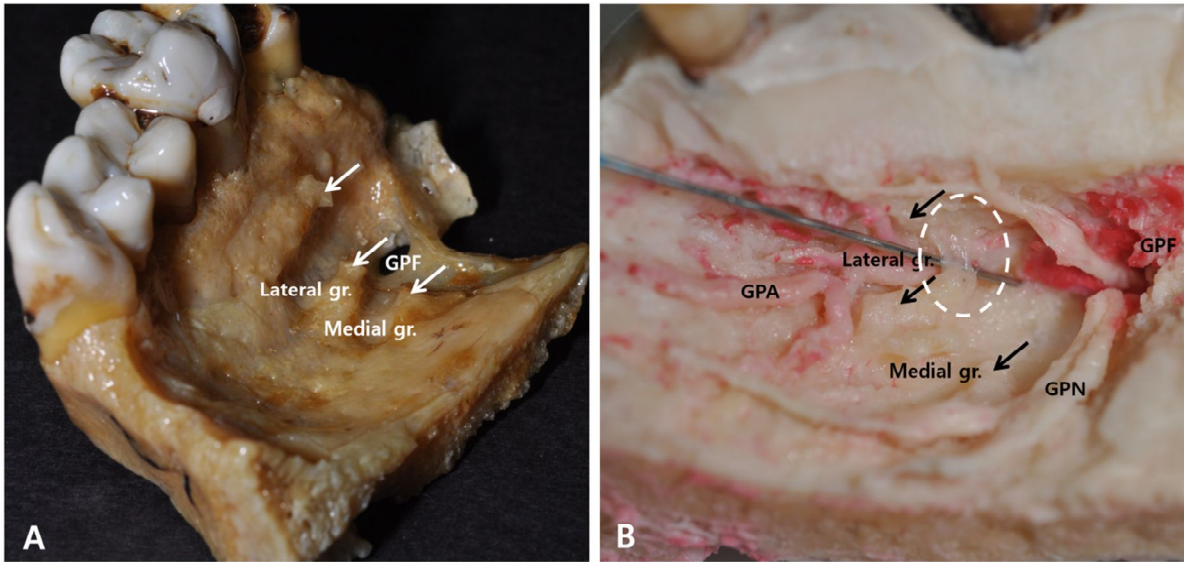 GPF
Lateral gr.
Medial gr.
A
GPF
Lateral gr.
GPA
Medial gr.
GPN
B